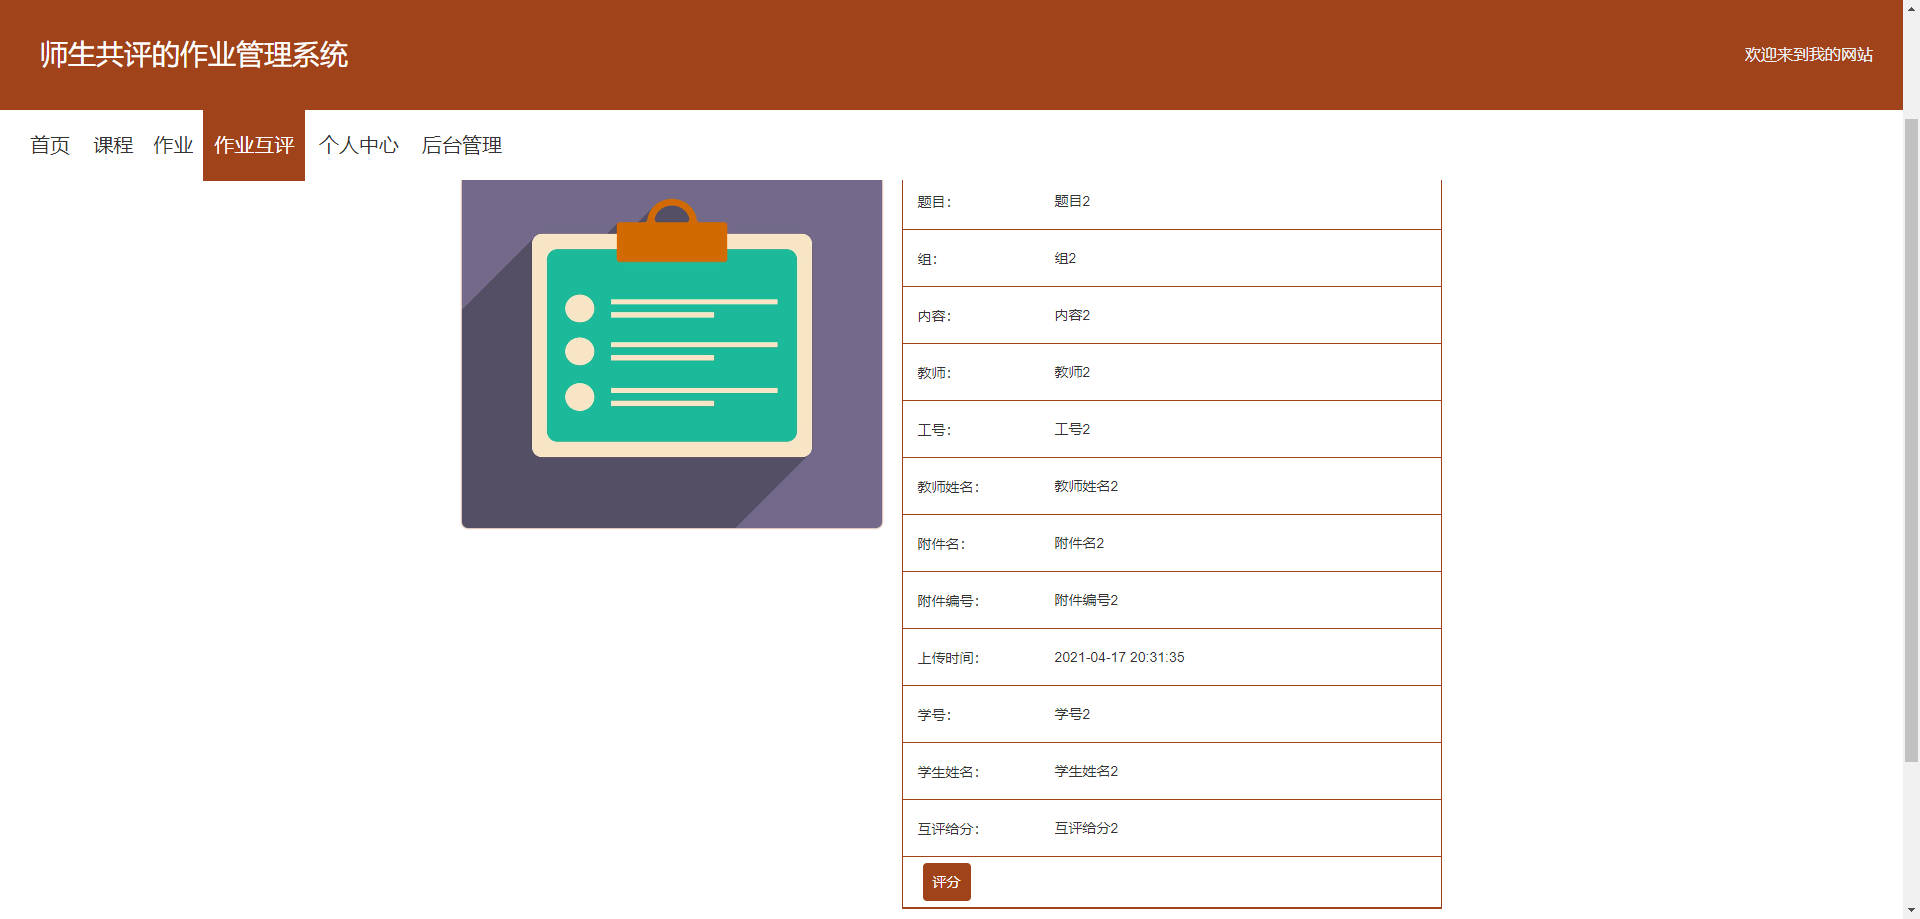 师生共评的作业管理系统
欢迎来到我的网站
首页 课程 作业 作业互评 个人中心 后台管理
题目： 题目2
组： 组2
内容： 内容2
教师： 教师2
工号： 工号2
教师姓名： 教师姓名2
附件名： 附件名2
附件编号： 附件编号2
上传时间： 2021-04-17 20:31:35
学号： 学号2
学生姓名： 学生姓名2
互评给分： 互评给分2
评分